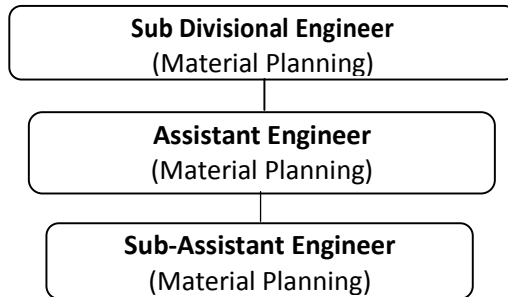 Sub Divisional Engineer
(Material Planning)
Assistant Engineer
(Material Planning)
Sub-Assistant Engineer
(Material Planning)